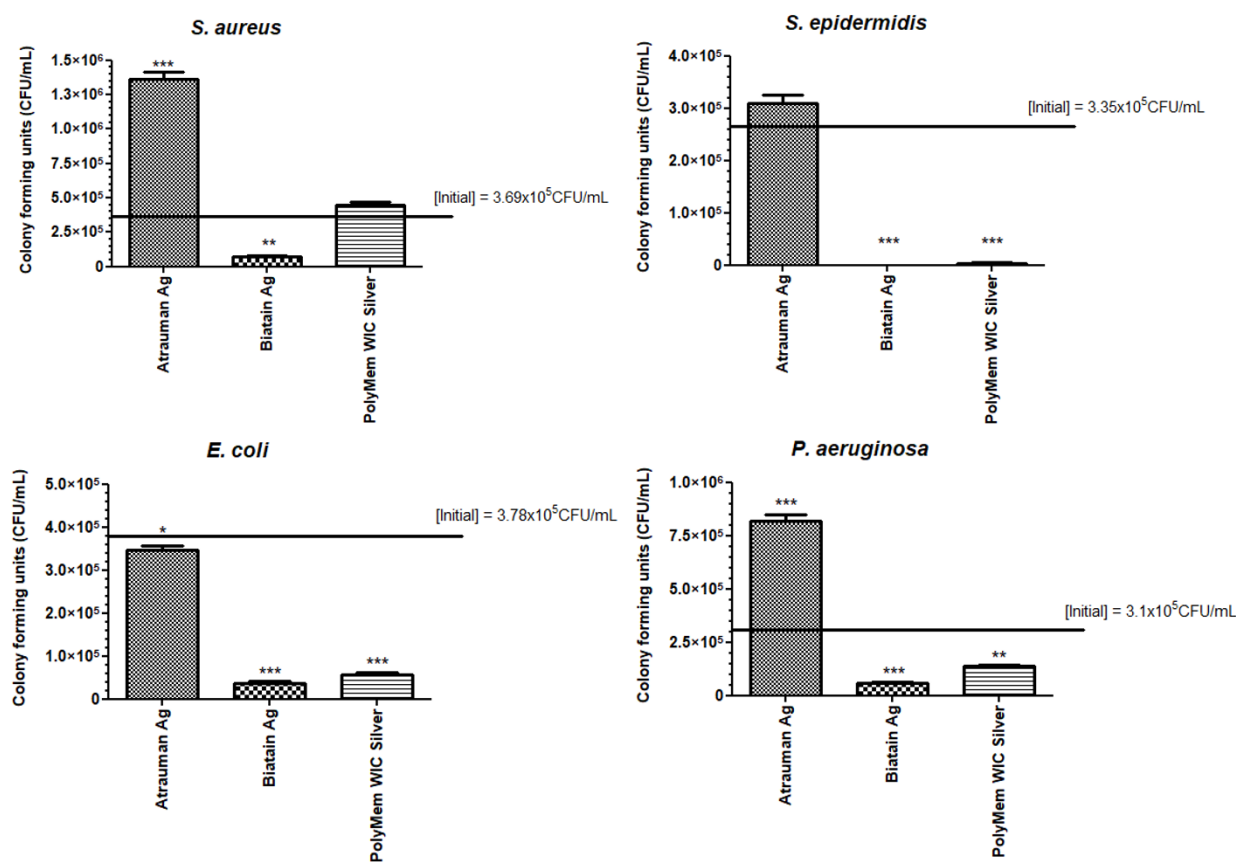 S. aureus
Colony forming units (CFU/mL)
1.5×10⁶
1.3×10⁶
1.0×10⁶
7.5×10⁵
5.0×10⁵
2.5×10⁵
0
***
**
[Initial] = 3.69x10⁵CFU/mL
Atrauman Ag
Biatain Ag
PolyMem WIC Silver
S. epidermidis
Colony forming units (CFU/mL)
4.0×10⁵
3.0×10⁵
2.0×10⁵
1.0×10⁵
0
***
***
[Initial] = 3.35x10⁵CFU/mL
Atrauman Ag
Biatain Ag
PolyMem WIC Silver
E. coli
Colony forming units (CFU/mL)
5.0×10⁵
4.0×10⁵
3.0×10⁵
2.0×10⁵
1.0×10⁵
0
*
***
***
[Initial] = 3.78x10⁵CFU/mL
Atrauman Ag
Biatain Ag
PolyMem WIC Silver
P. aeruginosa
Colony forming units (CFU/mL)
1.0×10⁶
7.5×10⁵
5.0×10⁵
2.5×10⁵
0
***
***
**
[Initial] = 3.1x10⁵CFU/mL
Atrauman Ag
Biatain Ag
PolyMem WIC Silver